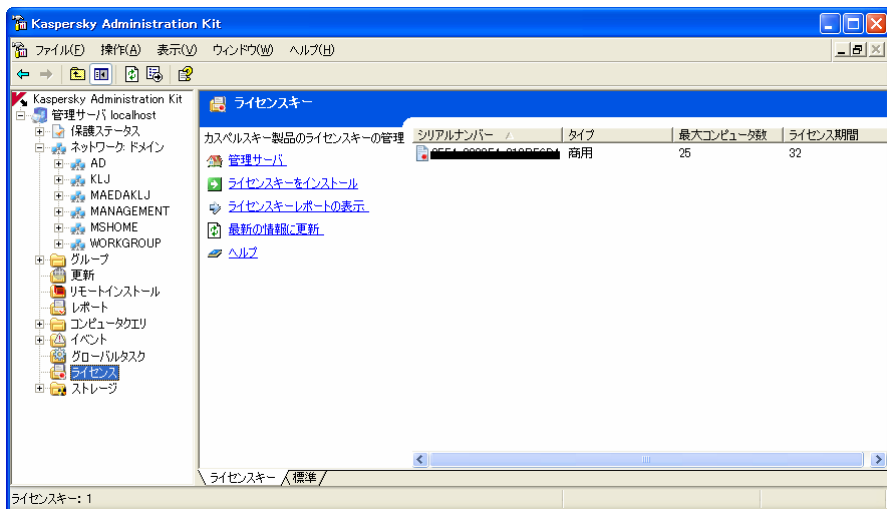 Kaspersky Administration Kit
ファイル(F) 操作(A) 表示(V) ウィンドウ(W) ヘルプ(H)
Kaspersky Administration Kit
管理サーバ localhost
保護ステータス
ネットワーク: ドメイン
AD
KLJ
MAEDAKLJ
MANAGEMENT
MSHOME
WORKGROUP
グループ
更新
リモートインストール
レポート
コンピュータクエリ
イベント
グローバルタスク
ライセンス
ストレージ
ライセンスキー
カスペルスキー製品のライセンスキーの管理
管理サーバ
ライセンスキーをインストール
ライセンスキーレポートの表示
最新の情報に更新
ヘルプ
シリアルナンバー タイプ 最大コンピュータ数 ライセンス期間
商用 25 32
ライセンスキー 標準
ライセンスキー: 1